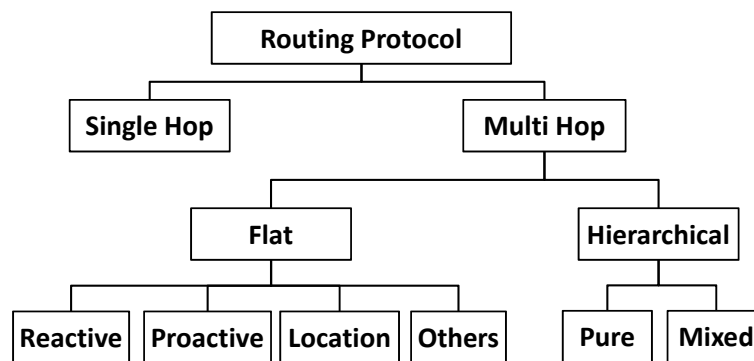 Routing Protocol
Single Hop
Multi Hop
Flat
Hierarchical
Reactive
Proactive
Location
Others
Pure
Mixed